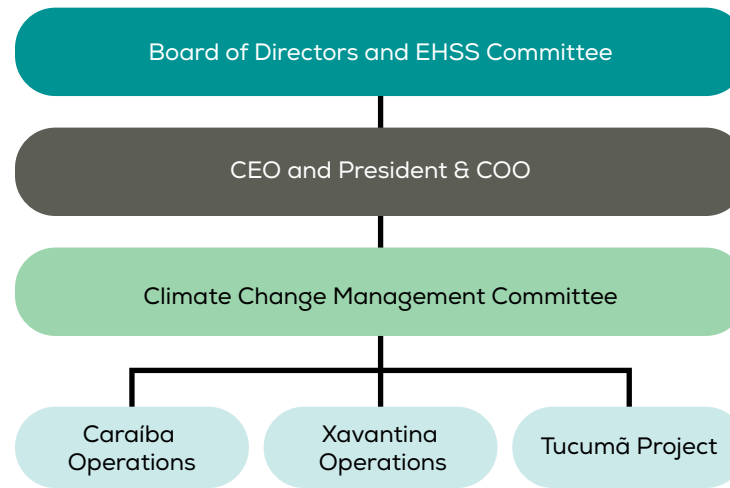 Board of Directors and EHSS Committee
CEO and President & COO
Climate Change Management Committee
Caraíba
Operations
Xavantina
Operations
Tucumã Project